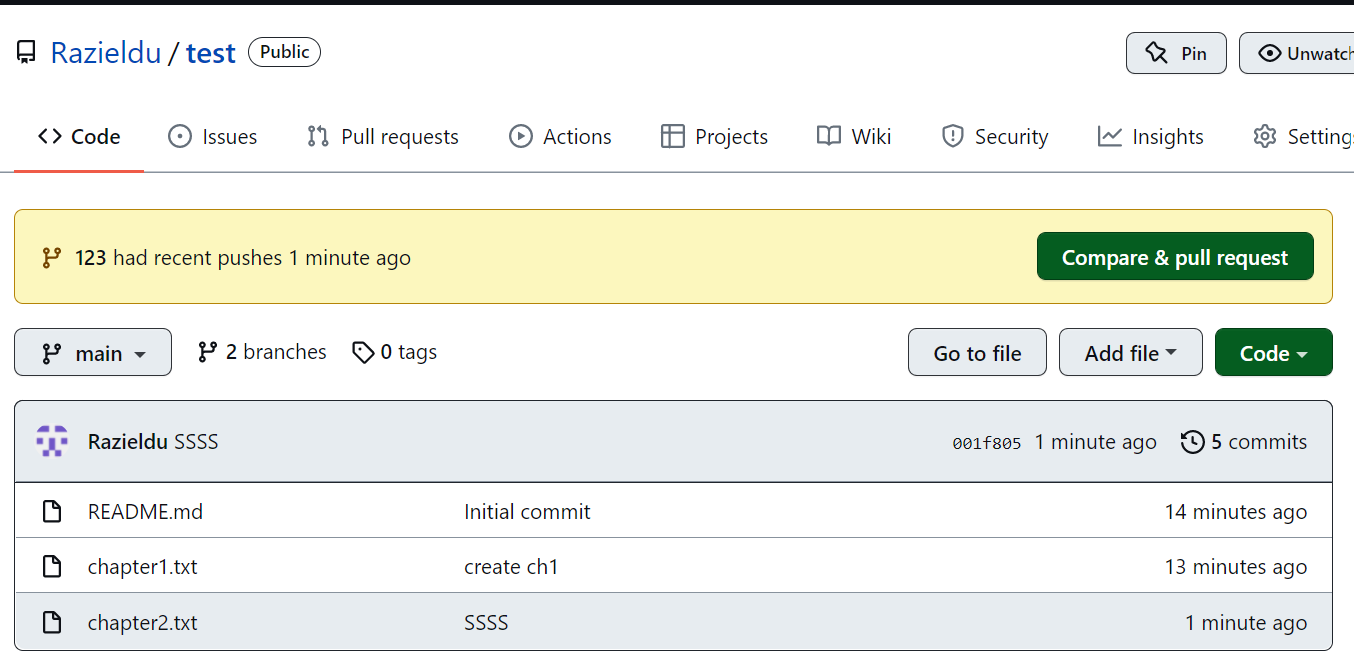 Razieldu / test Public Pin Unwatch
Code Issues Pull requests Actions Projects Wiki Security Insights Setting
123 had recent pushes 1 minute ago Compare & pull request
main 2 branches 0 tags Go to file Add file Code
Razieldu SSSS 001f805 1 minute ago 5 commits
README.md Initial commit 14 minutes ago
chapter1.txt create ch1 13 minutes ago
chapter2.txt SSSS 1 minute ago